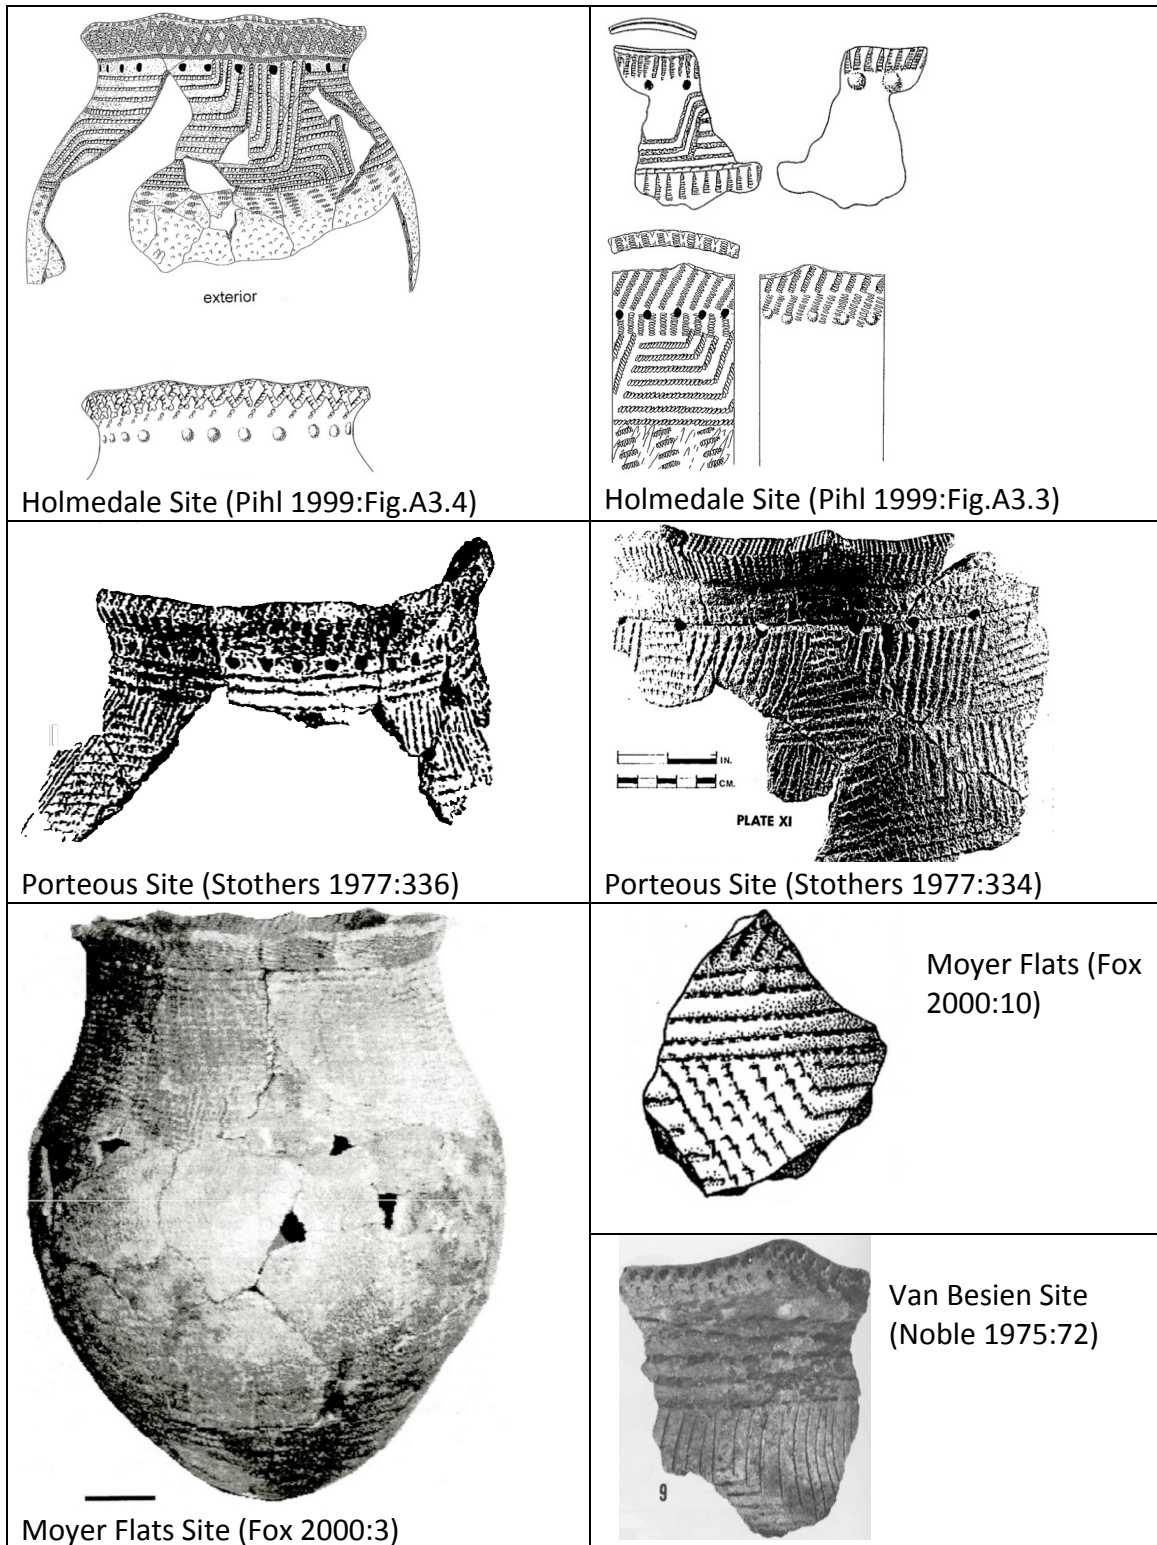 exterior
Holmedale Site (Pihl 1999:Fig.A3.4)
Holmedale Site (Pihl 1999:Fig.A3.3)
Porteous Site (Stothers 1977:336)
IN.
CM.
PLATE XI
Porteous Site (Stothers 1977:334)
Moyer Flats Site (Fox 2000:3)
Moyer Flats (Fox
2000:10)
Van Besien Site
(Noble 1975:72)
9